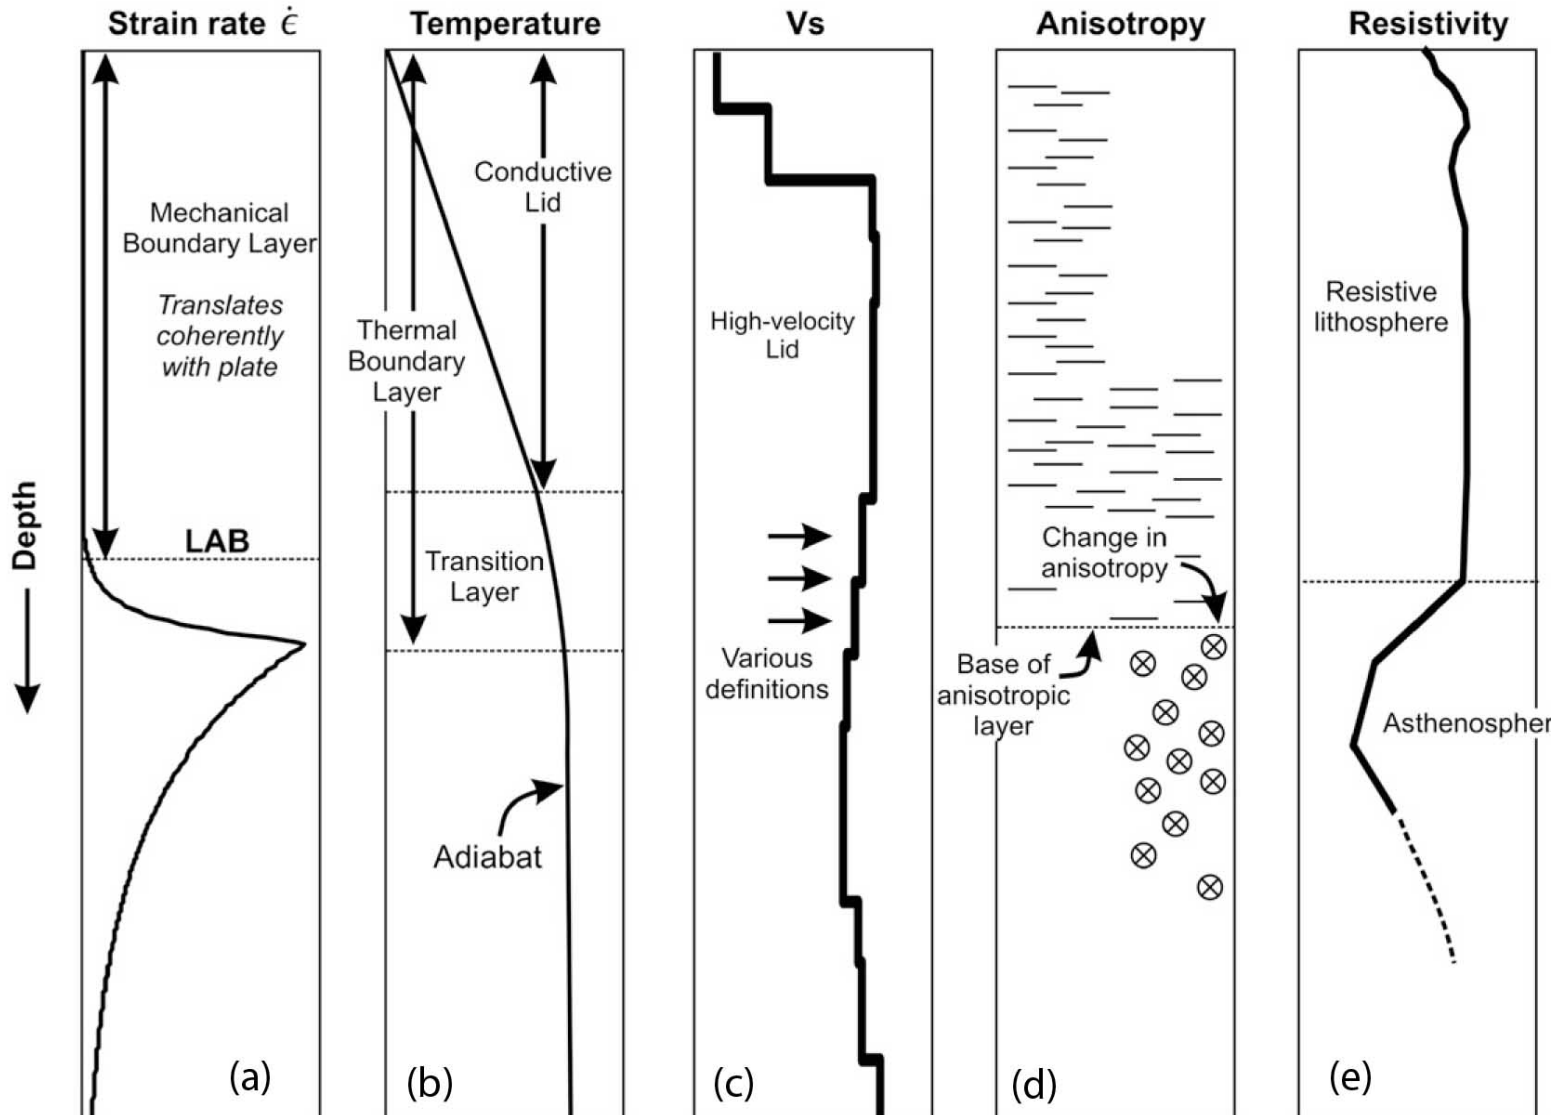 Strain rate ε̇
Temperature
Vs
Anisotropy
Resistivity
Depth
Mechanical
Boundary Layer
Translates
coherently
with plate
LAB
(a)
Conductive
Lid
Thermal
Boundary
Layer
Transition
Layer
Adiabat
(b)
High-velocity
Lid
Various
definitions
(c)
Change in
anisotropy
Base of
anisotropic
layer
(d)
Resistive
lithosphere
Asthenospher
(e)